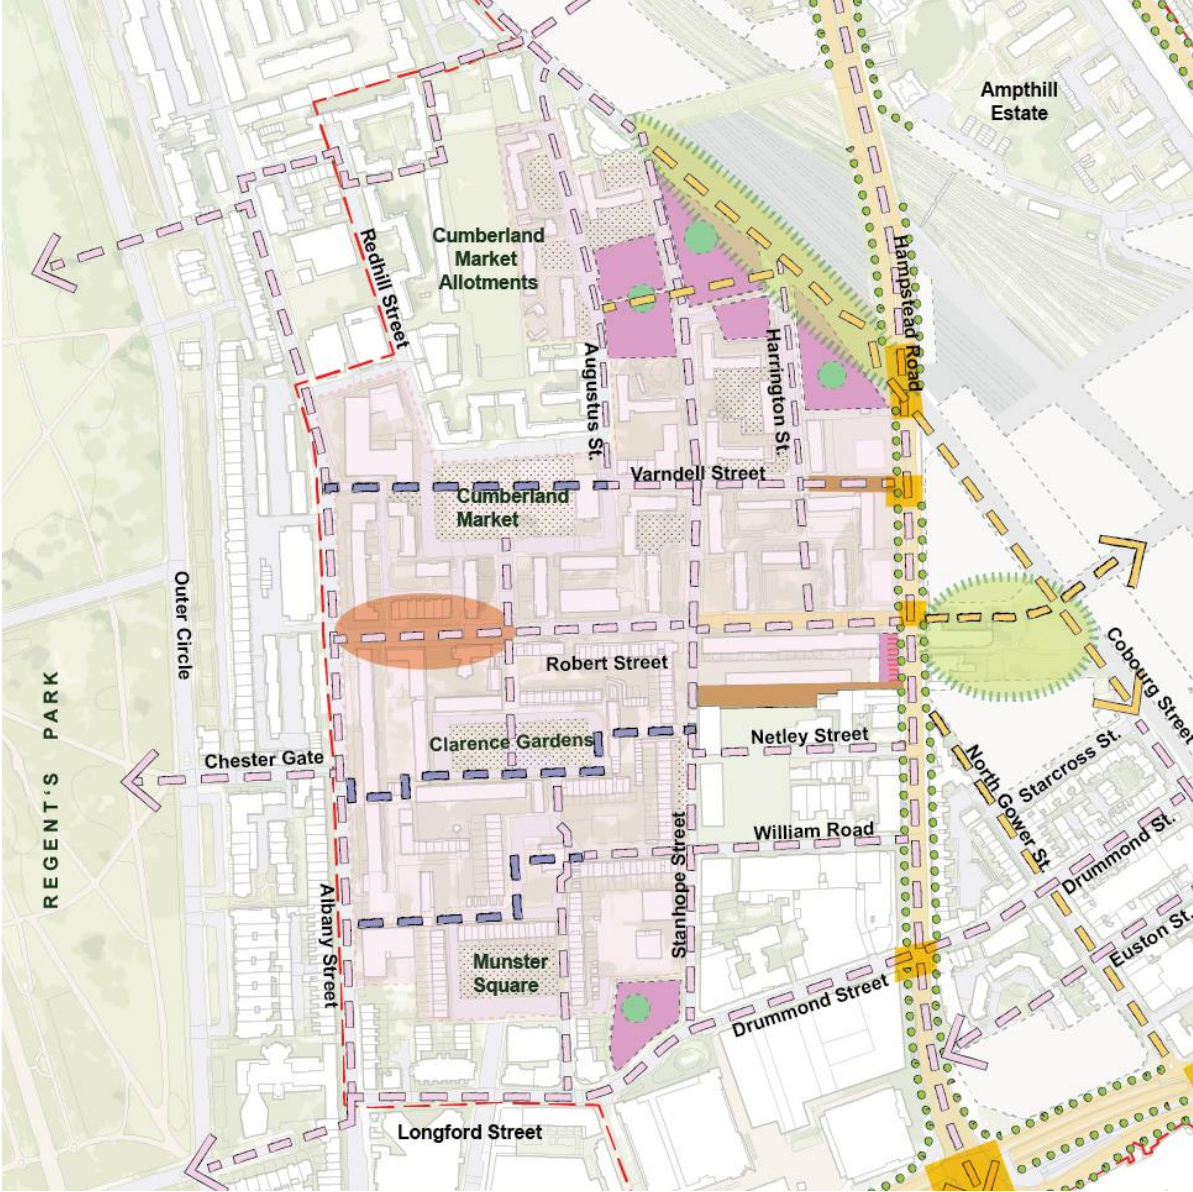 Ampthill
Estate
Cumberland
Market
Allotments
Redhill Street
Hampstead Road
Augustus St.
Harrington St.
Varndell Street
Cumberland
Market
Outer Circle
Robert Street
Cobourg Street
REGENT'S PARK
Chester Gate
Clarence Gardens
Netley Street
North Gower St.
Starcross St.
William Road
Stanhope Street
Drummond St.
Albany Street
Munster
Square
Euston St.
Drummond Street
Longford Street